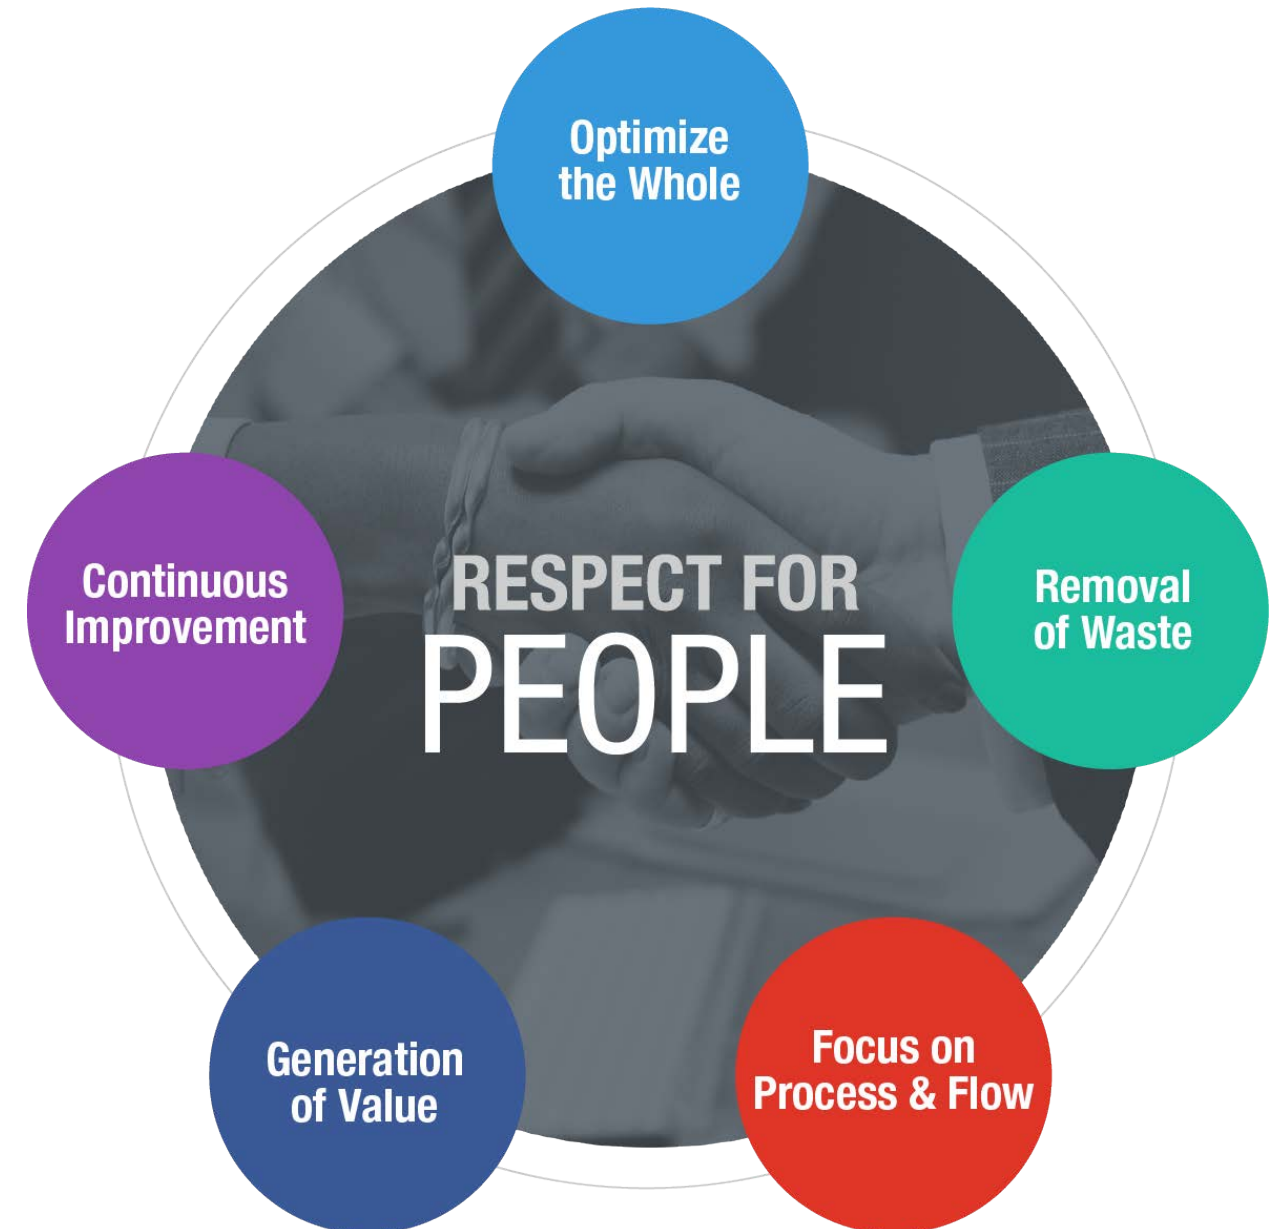 Optimize
the Whole
Continuous
Improvement
RESPECT FOR
PEOPLE
Removal
of Waste
Generation
of Value
Focus on
Process & Flow